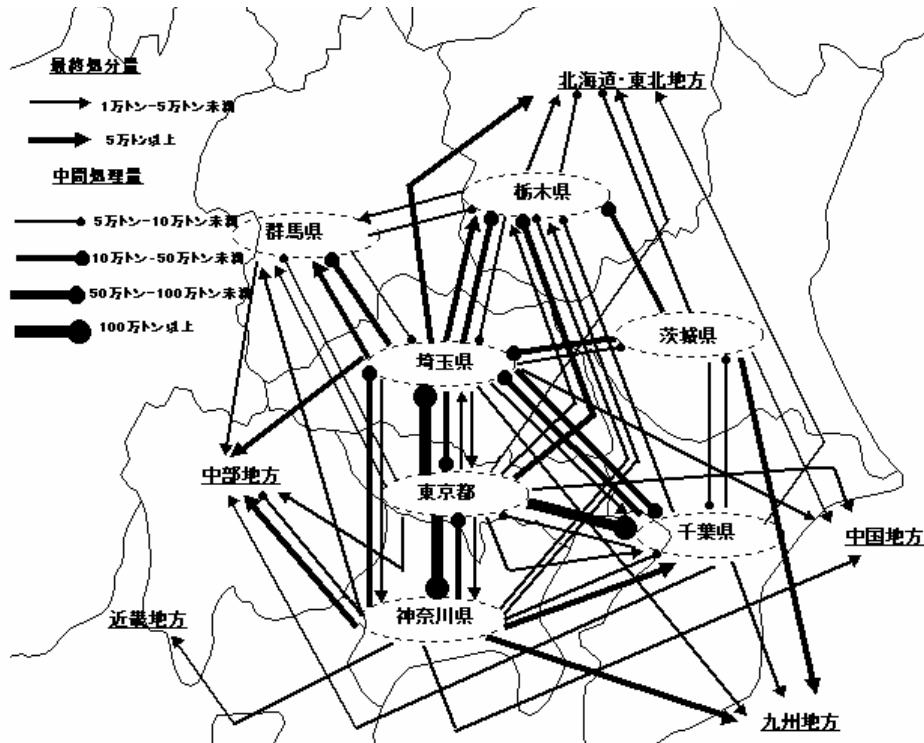 最終処分量
1万トン-5万トン未満
5万トン以上
中間処理量
5万トン-10万トン未満
10万トン-50万トン未満
50万トン-100万トン未満
100万トン以上
北海道・東北地方
栃木県
群馬県
茨城県
埼玉県
中部地方
東京都
千葉県
中国地方
神奈川県
近畿地方
九州地方